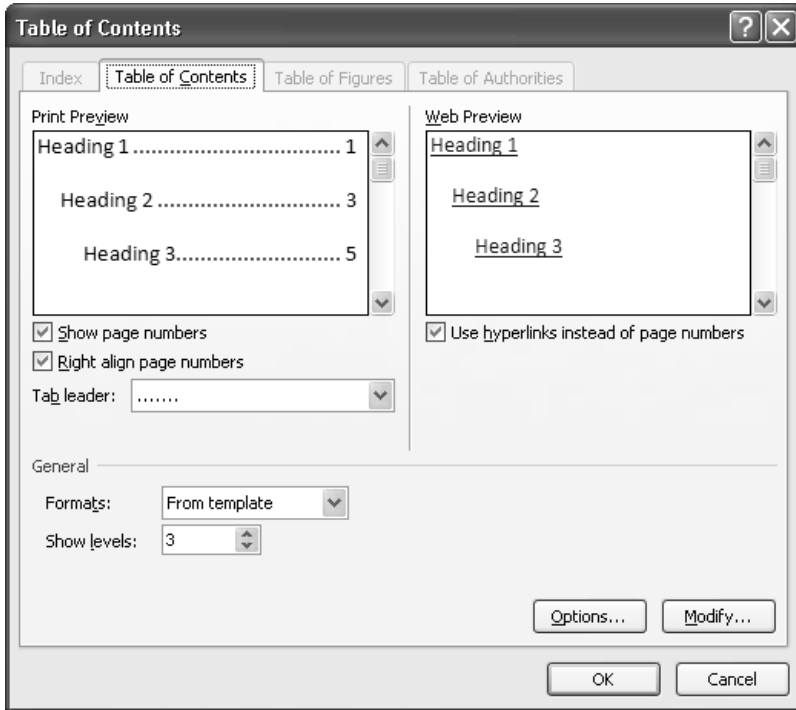 Table of Contents
Index Table of Contents Table of Figures Table of Authorities
Print Preview
Heading 1 .................................. 1
Heading 2 .............................. 3
Heading 3........................... 5
Show page numbers
Right align page numbers
Tab leader: .......
Web Preview
Heading 1
Heading 2
Heading 3
Use hyperlinks instead of page numbers
General
Formats: From template
Show levels: 3
Options... Modify...
OK Cancel